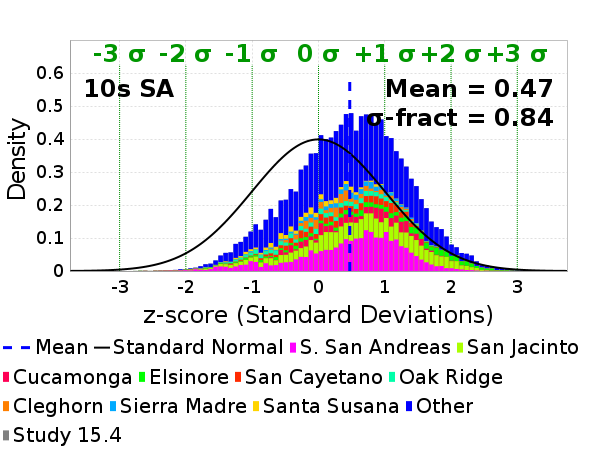 -3 σ -2 σ -1 σ 0 σ +1 σ +2 σ +3 σ
10s SA
Mean = 0.47
σ-fract = 0.84
Density
0.6
0.5
0.4
0.3
0.2
0.1
0
-3 -2 -1 0 1 2 3
z-score (Standard Deviations)
Mean Standard Normal S. San Andreas San Jacinto
Cucamonga Elsinore San Cayetano Oak Ridge
Cleghorn Sierra Madre Santa Susana Other
Study 15.4